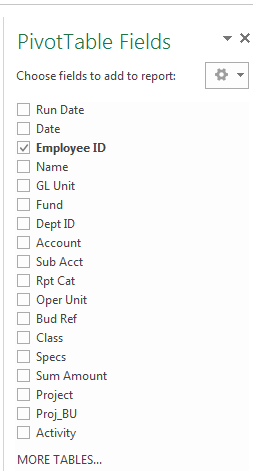 PivotTable Fields
Choose fields to add to report:
Run Date
Date
Employee ID
Name
GL Unit
Fund
Dept ID
Account
Sub Acct
Rpt Cat
Oper Unit
Bud Ref
Class
Specs
Sum Amount
Project
Proj_BU
Activity
MORE TABLES...